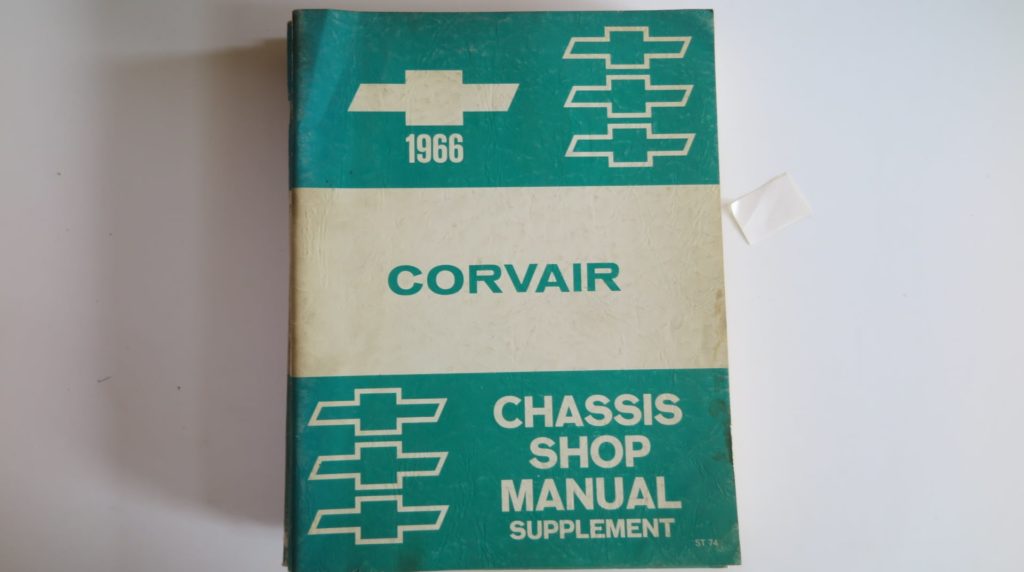 1966
CORVAIR
CHASSIS
SHOP
MANUAL
SUPPLEMENT
ST 74